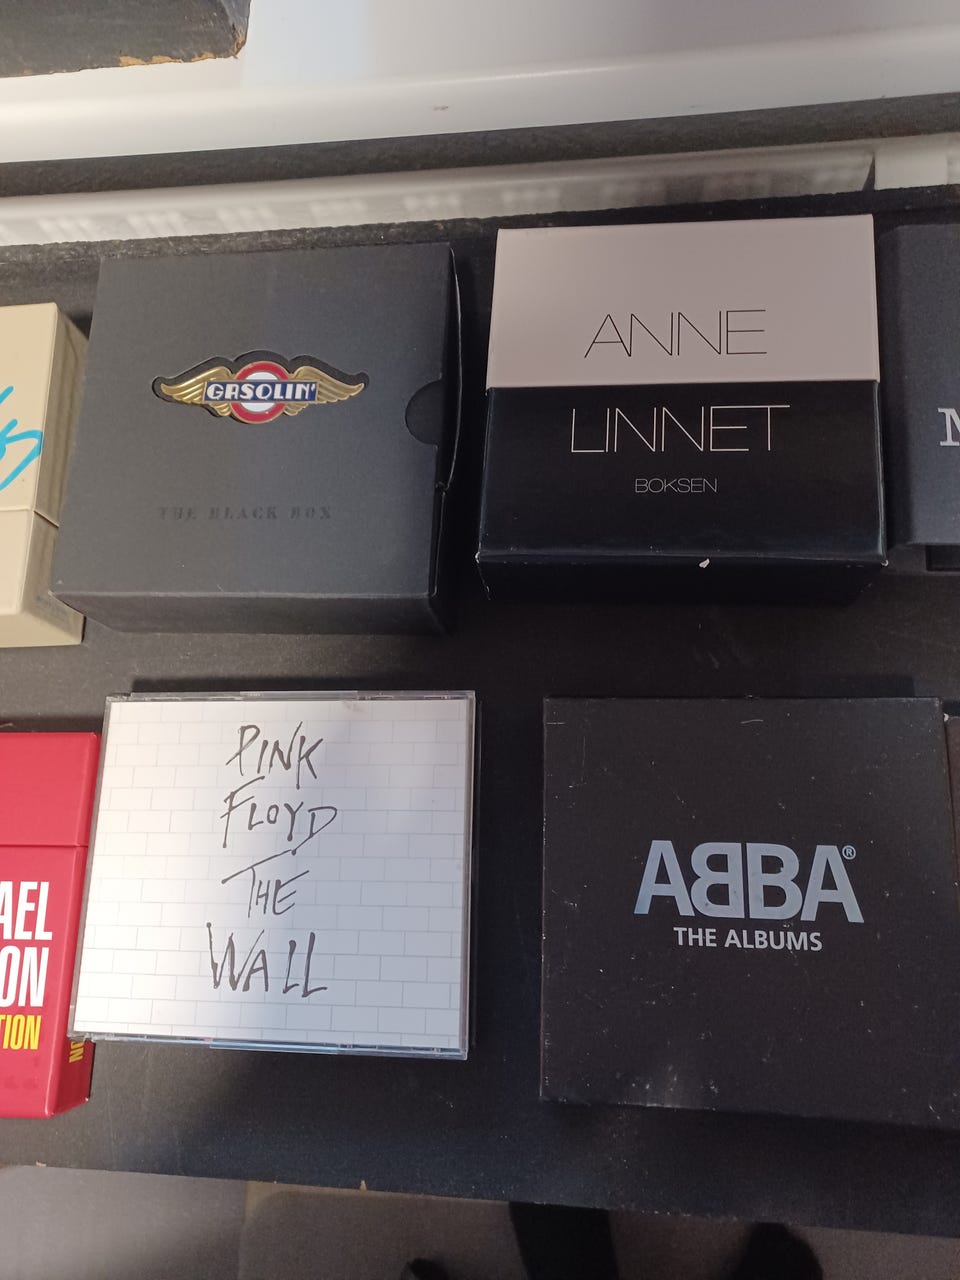 GASOLIN'
THE BLACK BOX
ANNE
LINNET
BOKSEN
PINK
FLOYD
THE
WALL
ABBA®
THE ALBUMS
AEL
ON
TION